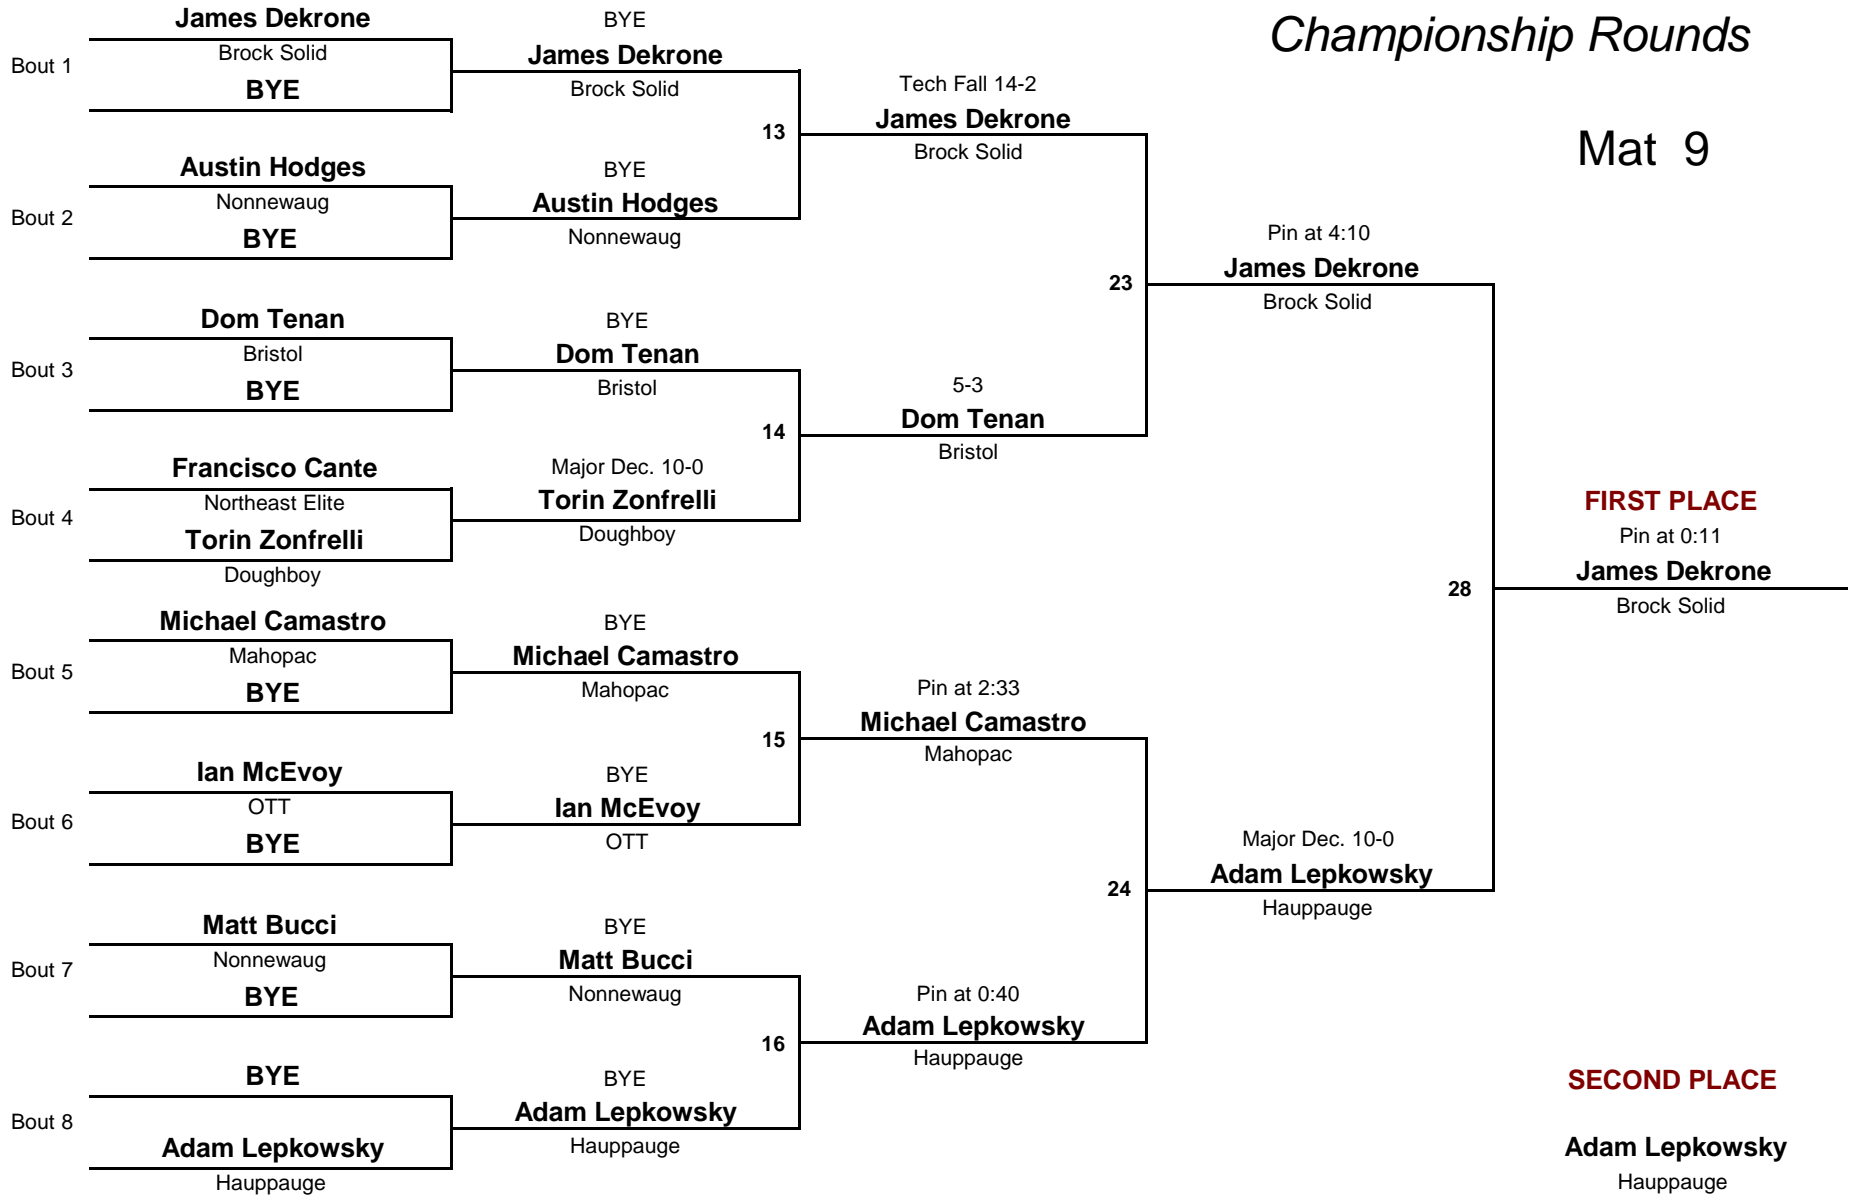 Championship Rounds
Mat 9
Bout 1
James Dekrone
Brock Solid
BYE
Bout 2
Austin Hodges
Nonnewaug
BYE
Bout 3
Dom Tenan
Bristol
BYE
Bout 4
Francisco Cante
Northeast Elite
Torin Zonfrelli
Doughboy
Bout 5
Michael Camastro
Mahopac
BYE
Bout 6
Ian McEvoy
OTT
BYE
Bout 7
Matt Bucci
Nonnewaug
BYE
Bout 8
BYE
Adam Lepkowsky
Hauppauge
BYE
James Dekrone
Brock Solid
13
BYE
Austin Hodges
Nonnewaug
BYE
Dom Tenan
Bristol
14
Major Dec. 10-0
Torin Zonfrelli
Doughboy
BYE
Michael Camastro
Mahopac
15
BYE
Ian McEvoy
OTT
BYE
Matt Bucci
Nonnewaug
16
BYE
Adam Lepkowsky
Hauppauge
Tech Fall 14-2
James Dekrone
Brock Solid
23
5-3
Dom Tenan
Bristol
Pin at 2:33
Michael Camastro
Mahopac
24
Pin at 0:40
Adam Lepkowsky
Hauppauge
Pin at 4:10
James Dekrone
Brock Solid
28
Major Dec. 10-0
Adam Lepkowsky
Hauppauge
FIRST PLACE
Pin at 0:11
James Dekrone
Brock Solid
SECOND PLACE
Adam Lepkowsky
Hauppauge